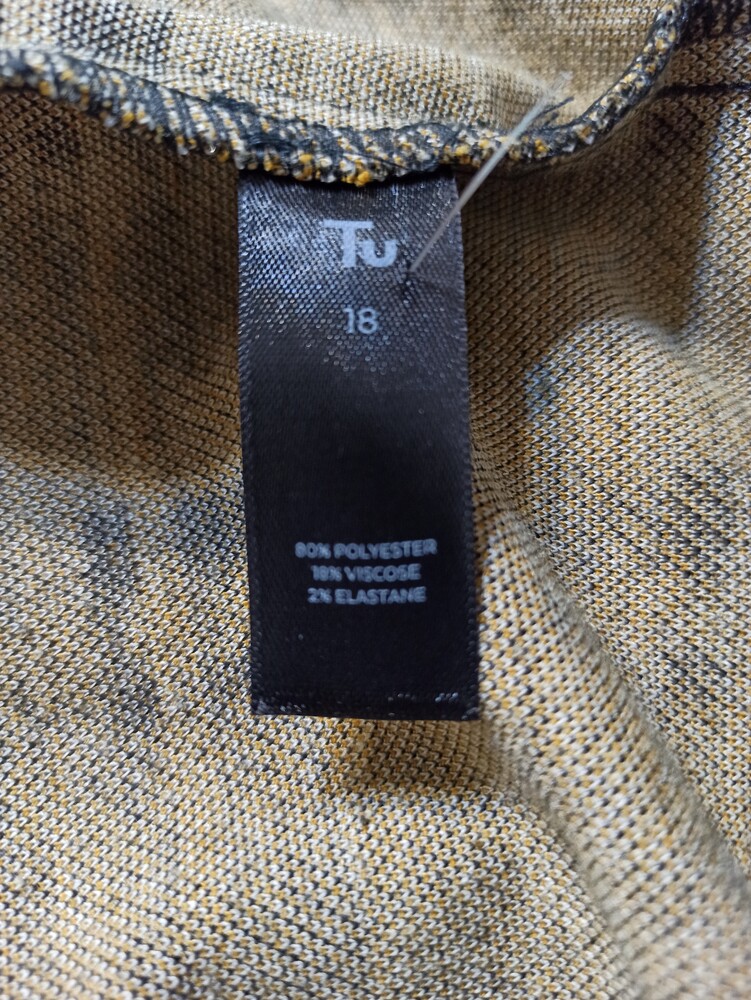 Tu
18
80% POLYESTER
18% VISCOSE
2% ELASTANE